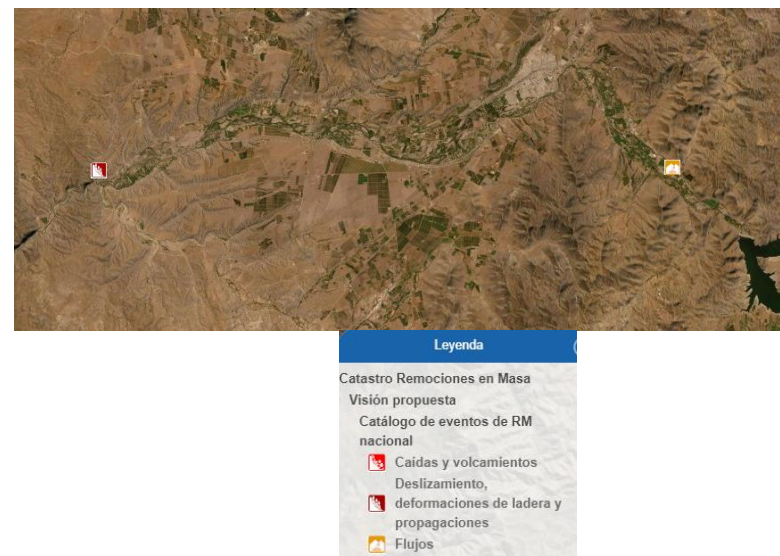 Leyenda
Catastro Remociones en Masa
Visión propuesta
Catálogo de eventos de RM
nacional
Caídas y volcamientos
Deslizamiento,
deformaciones de ladera y
propagaciones
Flujos